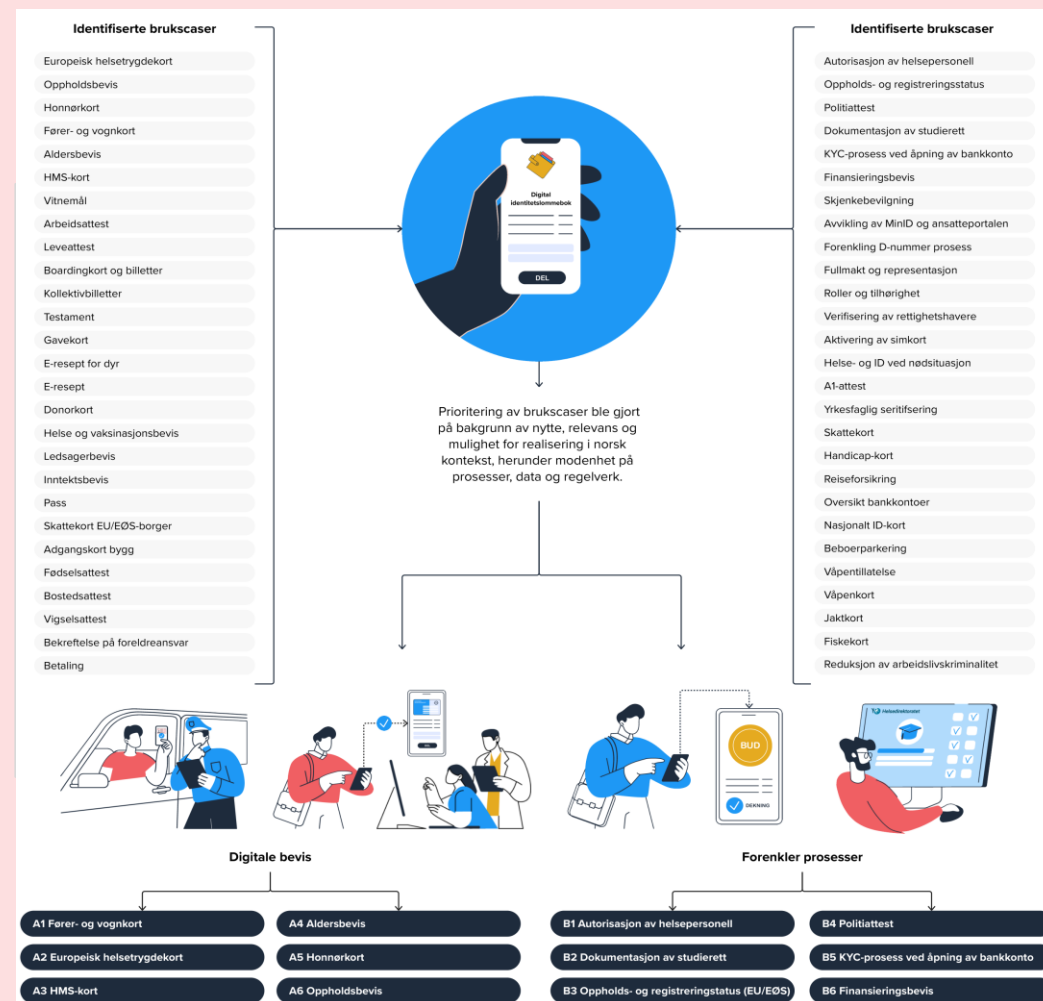 Identifiserte brukscaser
Europeisk helsetrygdekort
Oppholdsbevis
Honnørkort
Fører- og vognkort
Aldersbevis
HMS-kort
Vitnemål
Arbeidsattest
Leveattest
Boardingkort og billetter
Kollektivbilletter
Testament
Gavekort
E-resept for dyr
E-resept
Donorkort
Helse og vaksinasjonsbevis
Ledsagerbevis
Inntektsbevis
Pass
Skattekort EU/EØS-borger
Adgangskort bygg
Fødselsattest
Bostedsattest
Vigselsattest
Bekreftelse på foreldreansvar
Betaling
Digital
identitetslommebok
DEL
Prioritering av brukscaser ble gjort
på bakgrunn av nytte, relevans og
mulighet for realisering i norsk
kontekst, herunder modenhet på
prosesser, data og regelverk.
Identifiserte brukscaser
Autorisasjon av helsepersonell
Oppholds- og registreringsstatus
Politiattest
Dokumentasjon av studierett
KYC-prosess ved åpning av bankkonto
Finansieringsbevis
Skjenkebevilgning
Avvikling av MinID og ansatteportalen
Forenkling D-nummer prosess
Fullmakt og representasjon
Roller og tilhørighet
Verifisering av rettighetshavere
Aktivering av simkort
Helse- og ID ved nødsituasjon
A1-attest
Yrkesfaglig seritifsering
Skattekort
Handicap-kort
Reiseforsikring
Oversikt bankkontoer
Nasjonalt ID-kort
Beboerparkering
Våpentillatelse
Våpenkort
Jaktkort
Fiskekort
Reduksjon av arbeidslivskriminalitet
BUD
DEKNING
Helsedirektoratet
Digitale bevis
A1 Fører- og vognkort
A2 Europeisk helsetrygdekort
A3 HMS-kort
A4 Aldersbevis
A5 Honnørkort
A6 Oppholdsbevis
Forenkler prosesser
B1 Autorisasjon av helsepersonell
B2 Dokumentasjon av studierett
B3 Oppholds- og registreringstatus (EU/EØS)
B4 Politiattest
B5 KYC-prosess ved åpning av bankkonto
B6 Finansieringsbevis